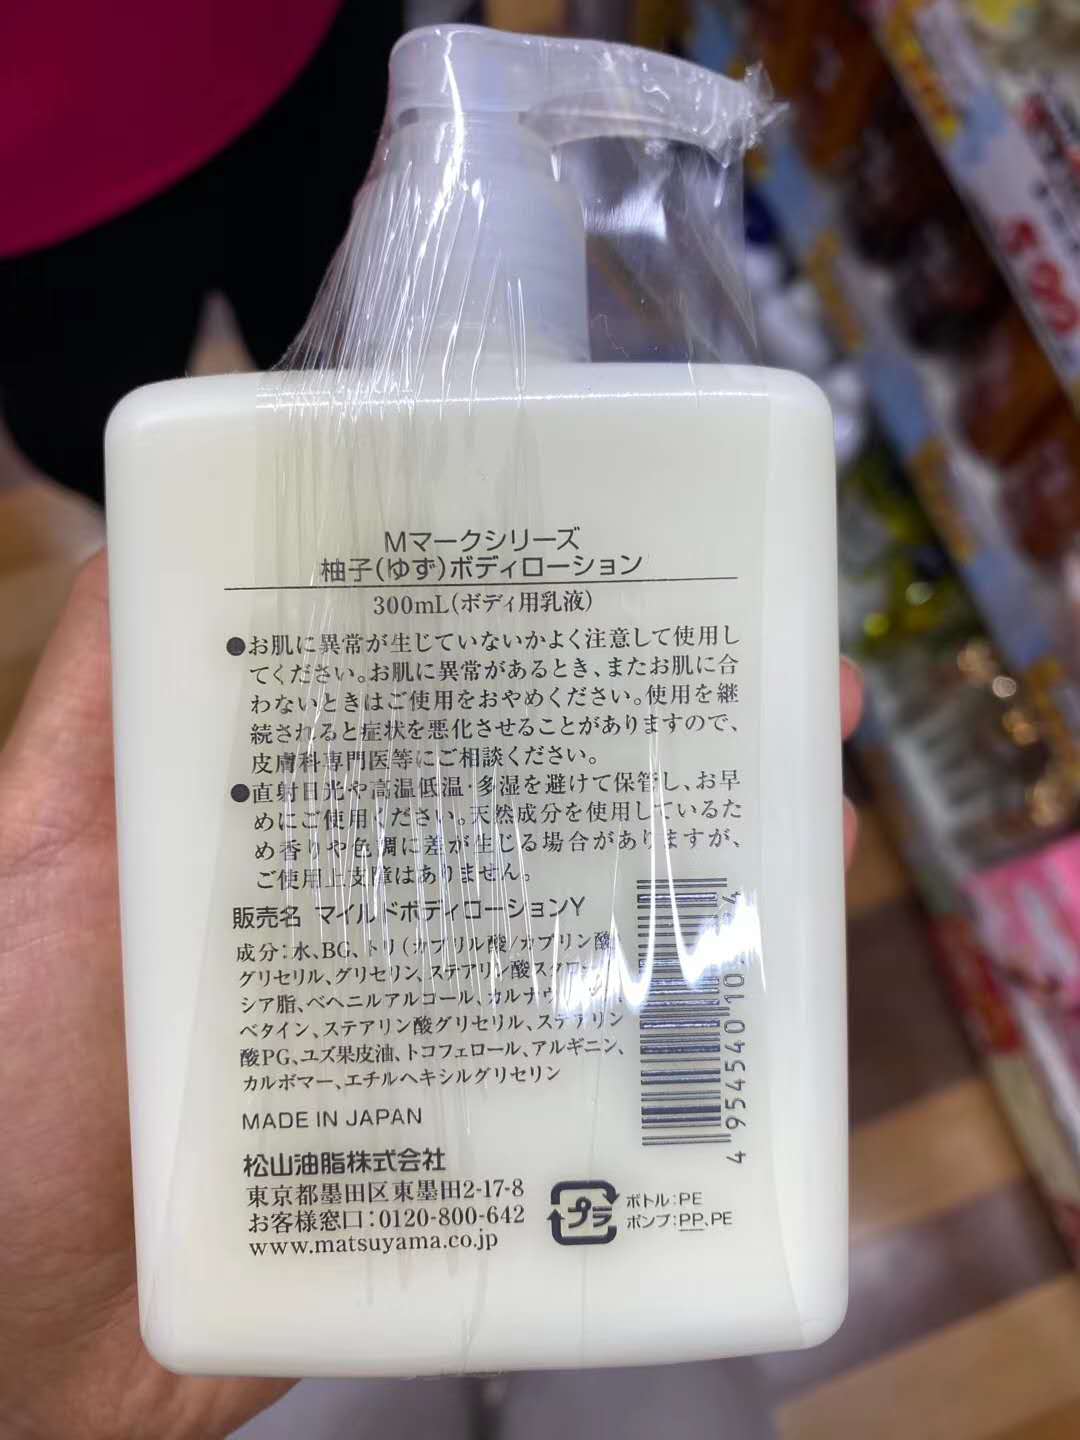 Mマークシリーズ
柚子(ゆず)ボディローション
300mL(ボディ用乳液)
●お肌に異常が生じていないかよく注意して使用し
てください。お肌に異常があるとき、またお肌に合
わないときはご使用をおやめください。使用を継
続されると症状を悪化させることがありますので、
皮膚科専門医等にご相談ください。
●直射日光や高温低温・多湿を避けて保管し、お早
めにご使用ください。天然成分を使用しているた
め香りや色調に差が生じる場合がありますが、
ご使用上支障はありません。
販売名 マイルドボディローションY
成分:水、BG、トリ(カプリル酸/カプリン酸)
グリセリル、グリセリン、ステアリン酸
シア脂、ベヘニルアルコール、
ベタイン、ステアリン酸グリセリル、ステアリン
酸PG、ユズ果皮油、トコフェロール、アルギニン、
カルボマー、エチルヘキシルグリセリン
MADE IN JAPAN
松山油脂株式会社
東京都墨田区東墨田2-17-8
お客様窓口:0120-800-642
www.matsuyama.co.jp
プラ
ボトル:PE
ポンプ:PP、PE
4 954540 10